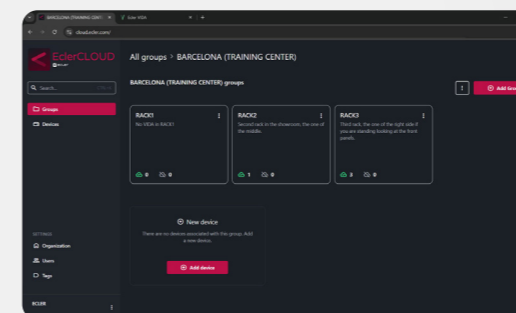 BARCELONA (TRAINING CENT
Ecler VIDA
cloud.ecler.com/
EclerCLOUD
ECLER
All groups > BARCELONA (TRAINING CENTER)
Search...
BARCELONA (TRAINING CENTER) groups
Add Gro
Groups
Devices
RACK1
No VIDA in RACK1
0 0
RACK2
Second rack in the showroom, the one of
the middle.
1 0
RACK3
Third rack, the one of the right side if
you are standing looking at the front
panels.
3 0
New device
There are no devices associated with this group. Add
a new device.
Add device
SETTINGS
Organization
Users
Tags
ECLER